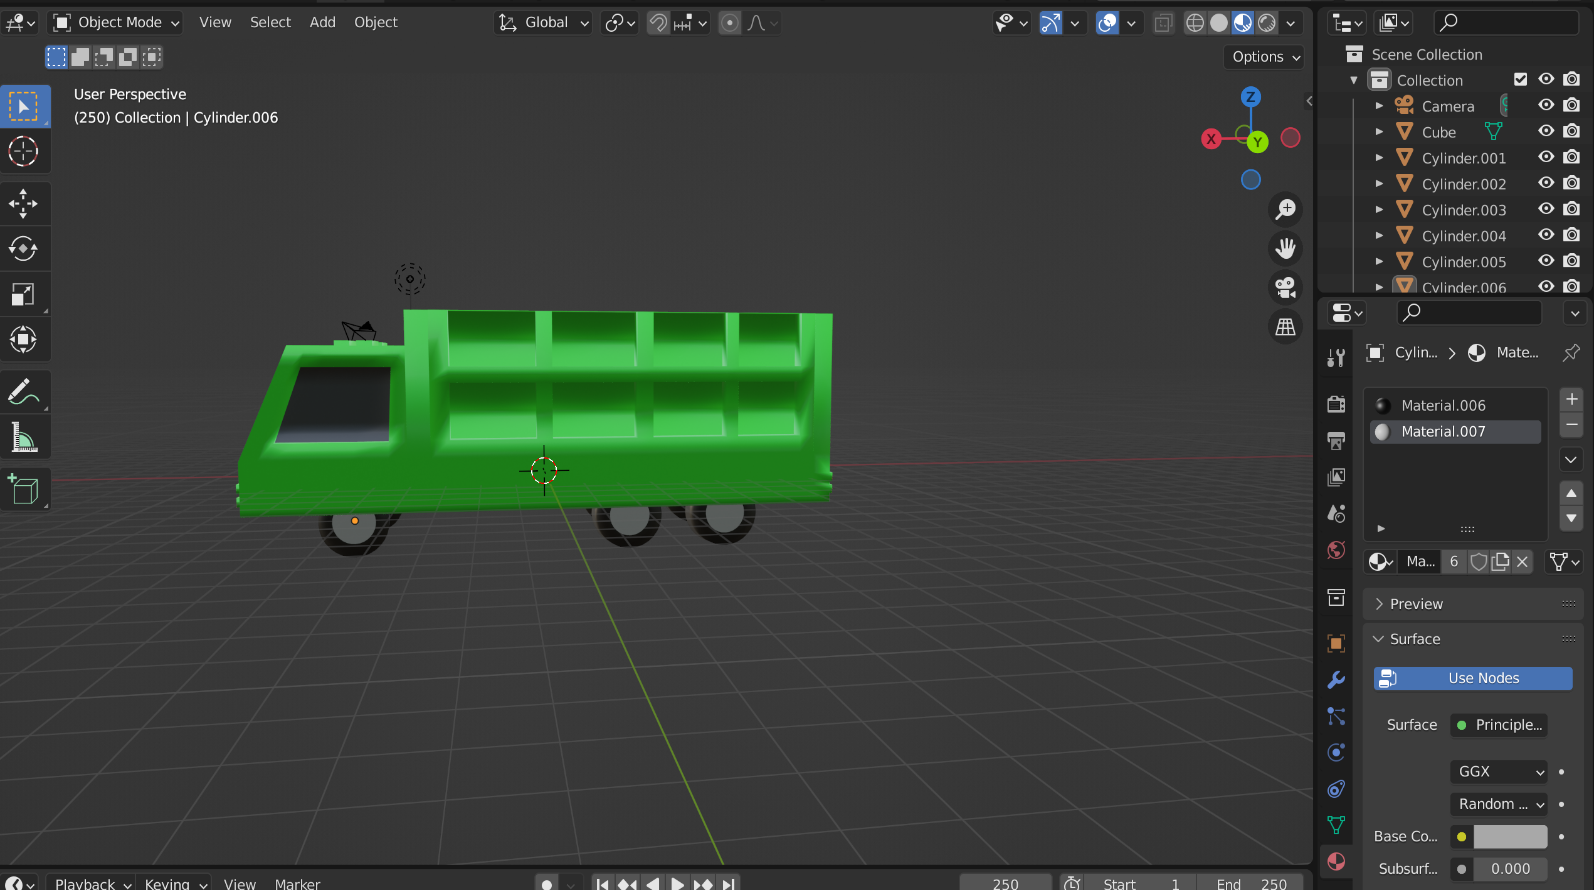 Object Mode View Select Add Object Global
Options
User Perspective
(250) Collection | Cylinder.006
Z
X
Y
Scene Collection
Collection
Camera
Cube
Cylinder.001
Cylinder.002
Cylinder.003
Cylinder.004
Cylinder.005
Cylinder.006
Cylin... Mate...
Material.006
Material.007
Ma... 6
Preview
Surface
Use Nodes
Surface Principle...
GGX
Random ...
Base Co...
Subsurf... 0.000
Playback Keying View Marker 250 Start 1 End 250